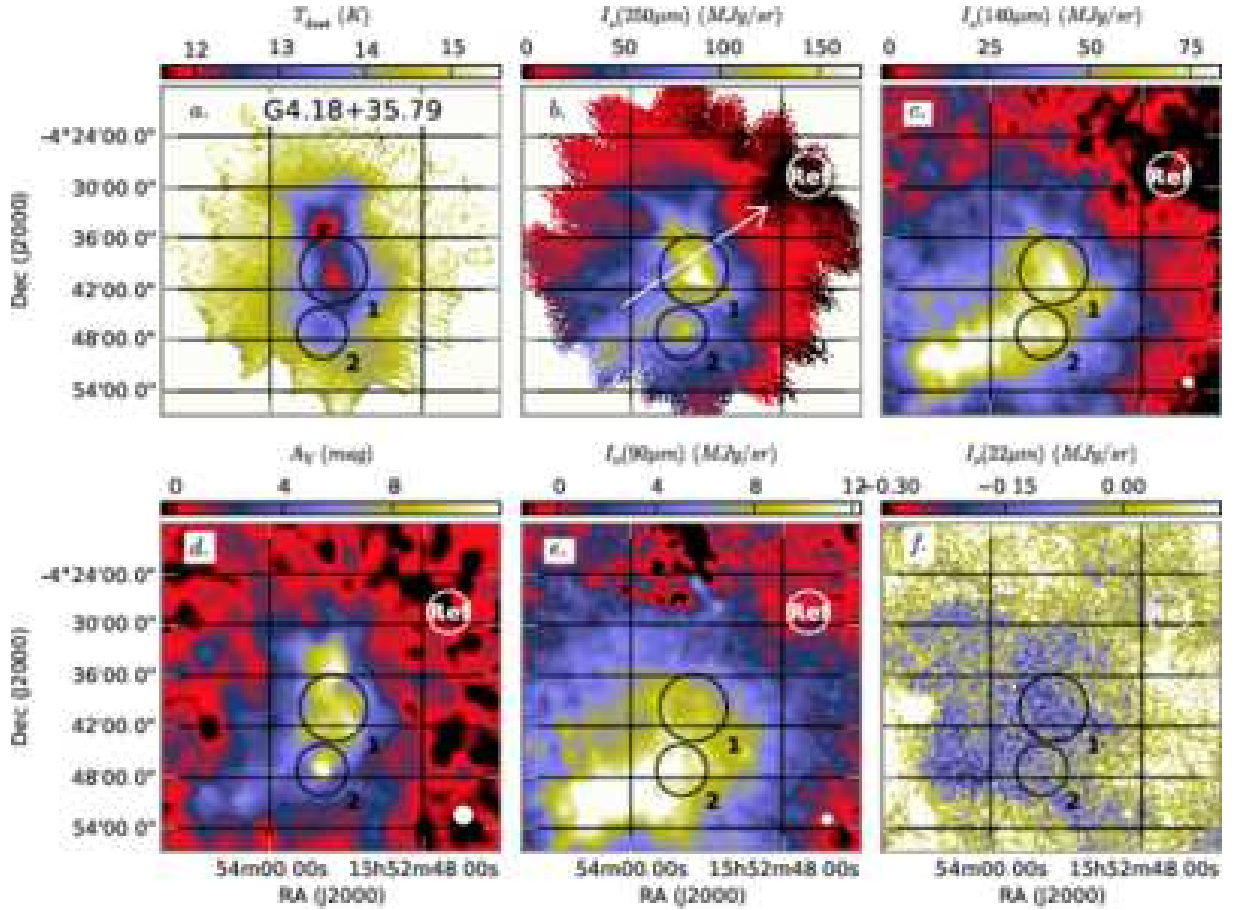 T_dust (K)
I_ν(250μm) (MJy/sr)
I_ν(140μm) (MJy/sr)
12 13 14 15
0 50 100 150
0 25 50 75
a. G4.18+35.79
b.
c.
-4°24'00.0"
30'00.0"
36'00.0"
42'00.0"
48'00.0"
54'00.0"
Dec (J2000)
Ref
Ref
1
2
1
2
1
2
A_V (mag)
I_ν(90μm) (MJy/sr)
I_ν(22μm) (MJy/sr)
0 4 8
0 4 8 12
−0.30 −0.15 0.00
d.
e.
f.
-4°24'00.0"
30'00.0"
36'00.0"
42'00.0"
48'00.0"
54'00.0"
Dec (J2000)
Ref
Ref
Ref
1
2
1
2
1
2
54m00.00s 15h52m48.00s
54m00.00s 15h52m48.00s
54m00.00s 15h52m48.00s
RA (J2000)
RA (J2000)
RA (J2000)